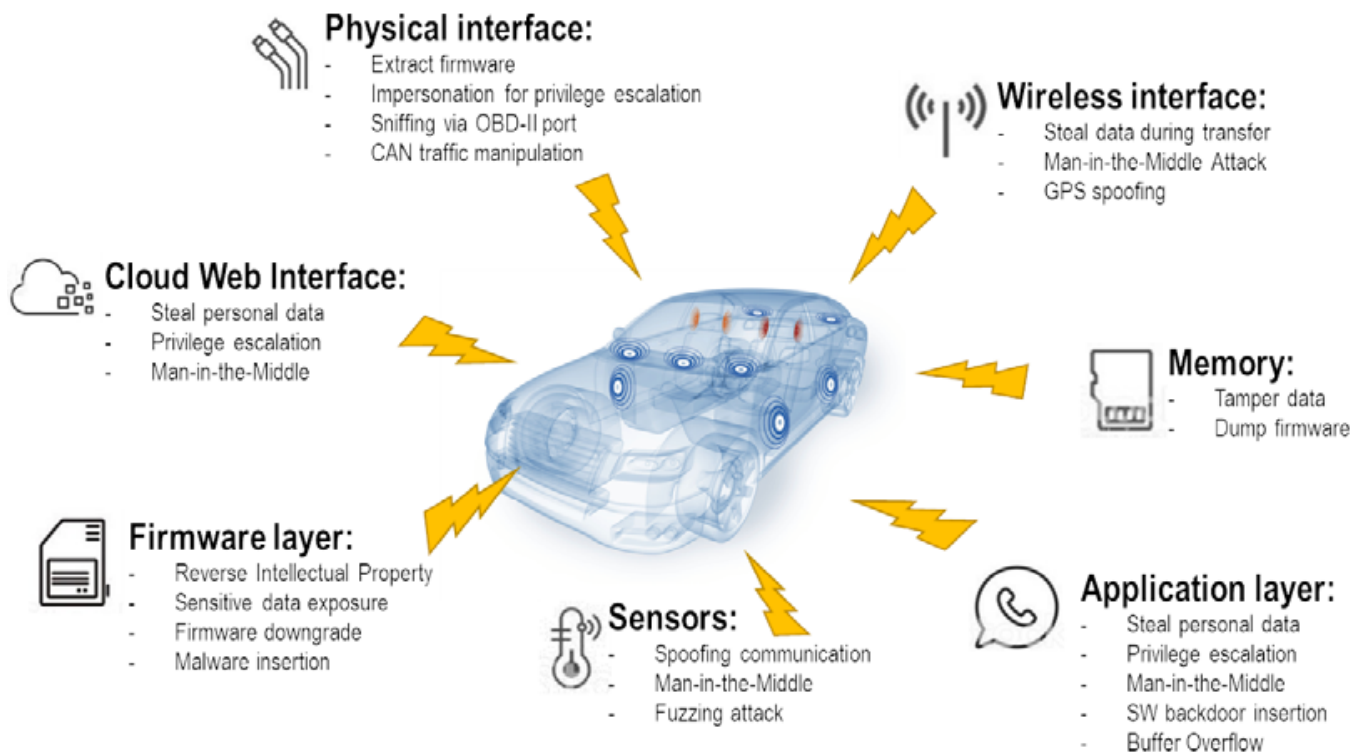 Physical interface:
- Extract firmware
- Impersonation for privilege escalation
- Sniffing via OBD-II port
- CAN traffic manipulation
Wireless interface:
- Steal data during transfer
- Man-in-the-Middle Attack
- GPS spoofing
Cloud Web Interface:
- Steal personal data
- Privilege escalation
- Man-in-the-Middle
Memory:
- Tamper data
- Dump firmware
Firmware layer:
- Reverse Intellectual Property
- Sensitive data exposure
- Firmware downgrade
- Malware insertion
Sensors:
- Spoofing communication
- Man-in-the-Middle
- Fuzzing attack
Application layer:
- Steal personal data
- Privilege escalation
- Man-in-the-Middle
- SW backdoor insertion
- Buffer Overflow